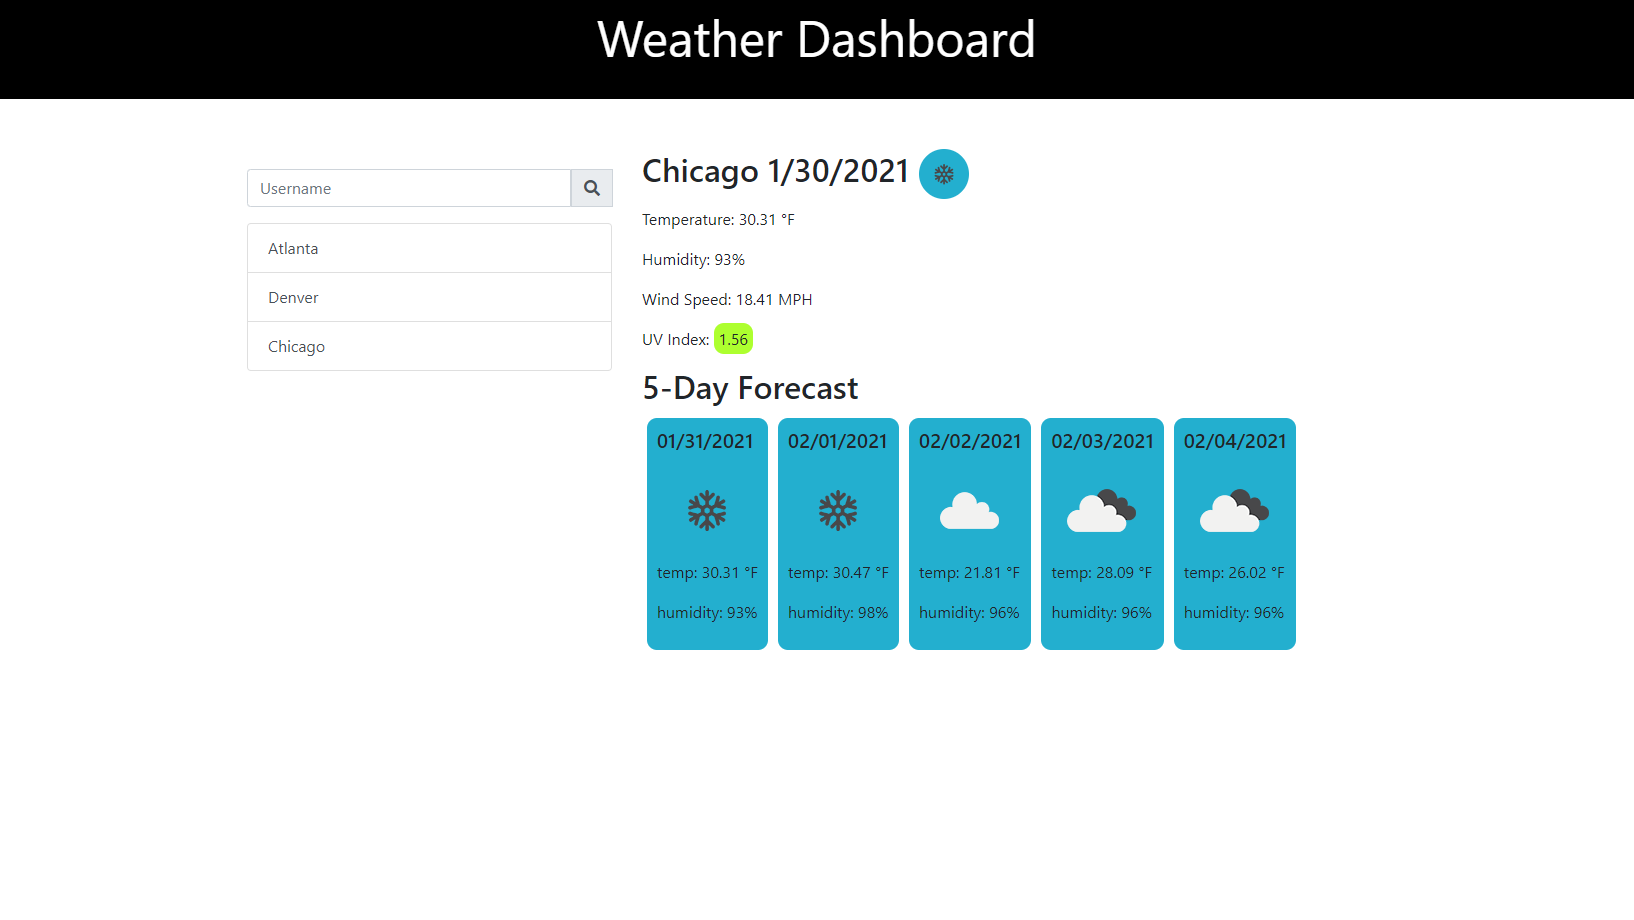 Weather Dashboard
Username
Atlanta
Denver
Chicago
Chicago 1/30/2021
Temperature: 30.31 °F
Humidity: 93%
Wind Speed: 18.41 MPH
UV Index: 1.56
5-Day Forecast
01/31/2021
temp: 30.31 °F
humidity: 93%
02/01/2021
temp: 30.47 °F
humidity: 98%
02/02/2021
temp: 21.81 °F
humidity: 96%
02/03/2021
temp: 28.09 °F
humidity: 96%
02/04/2021
temp: 26.02 °F
humidity: 96%